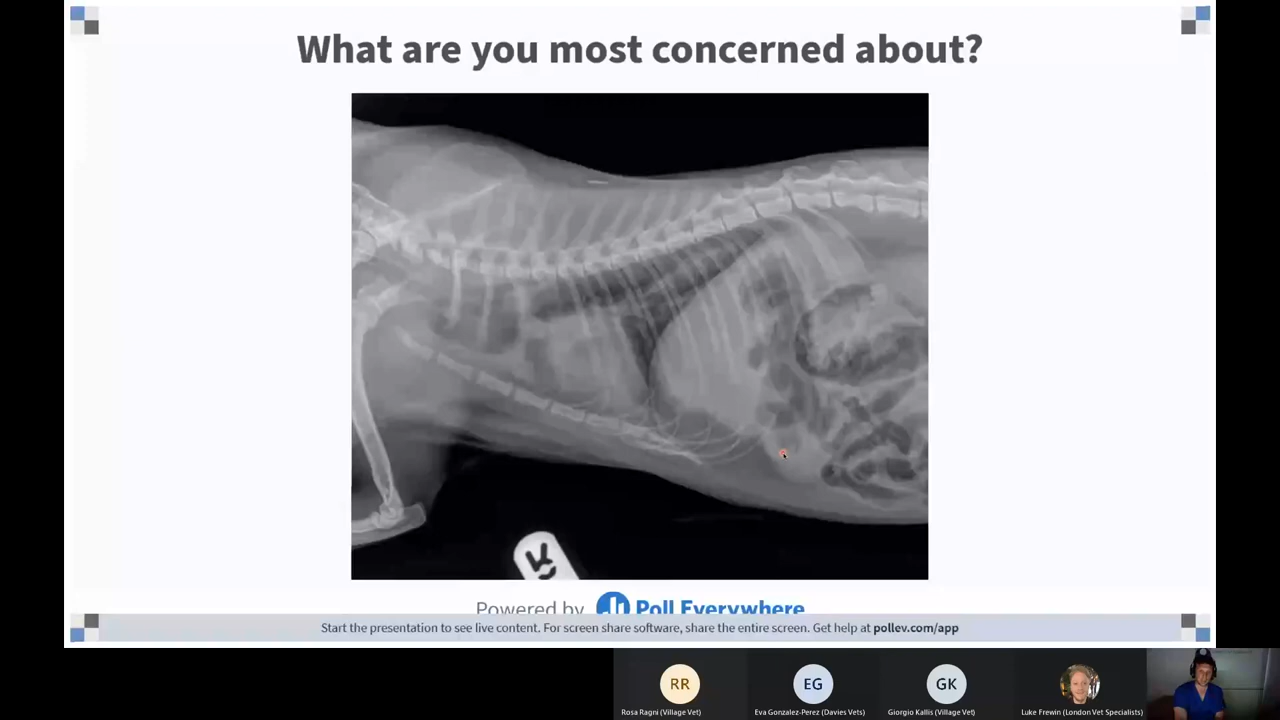 What are you most concerned about?
Powered by Poll Everywhere
Start the presentation to see live content. For screen share software, share the entire screen. Get help at pollev.com/app
RR
EG
GK
Rosa Ragni (Village Vet)
Eva Gonzalez-Perez (Davies Vets)
Giorgio Kallis (Village Vet)
Luke Frewin (London Vet Specialists)